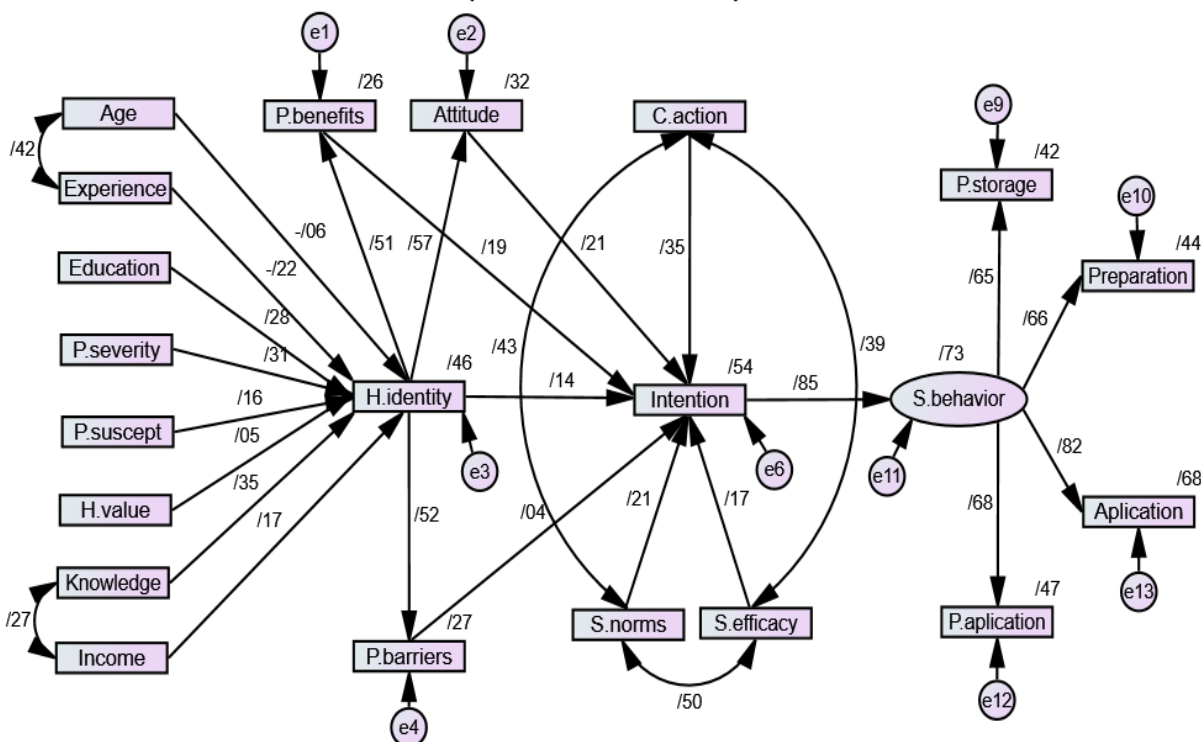 e1
e2
/26
/32
P.benefits
Attitude
C.action
Age
/42
Experience
Education
P.severity
P.suscept
H.value
Knowledge
/27
Income
-/06
-/22
/28
/31
/16
/05
/35
/17
/51
/57
/19
/21
/35
/43
/39
/46
H.identity
e3
/14
/54
Intention
e6
/85
/52
/04
/21
/17
/27
P.barriers
e4
S.norms
S.efficacy
/50
e9
/42
P.storage
e10
/44
Preparation
/65
/66
/73
S.behavior
e11
/82
/68
/68
Aplication
e13
/47
P.aplication
e12